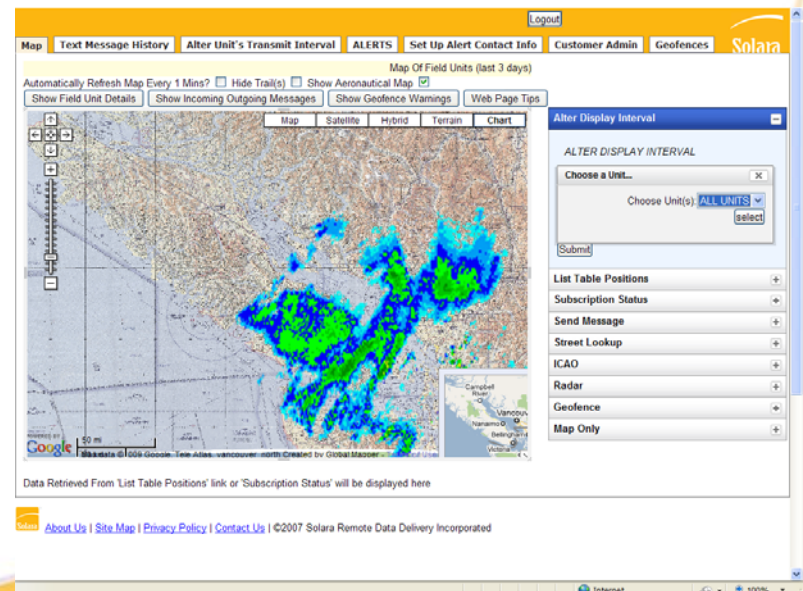 Logout
Map Text Message History Alter Unit's Transmit Interval ALERTS Set Up Alert Contact Info Customer Admin Geofences Solara
Map Of Field Units (last 3 days)
Automatically Refresh Map Every 1 Mins? Hide Trail(s) Show Aeronautical Map
Show Field Unit Details Show Incoming Outgoing Messages Show Geofence Warnings Web Page Tips
Map Satellite Hybrid Terrain Chart
Alter Display Interval
ALTER DISPLAY INTERVAL
Choose a Unit...
Choose Unit(s): ALL UNITS
select
Submit
List Table Positions
Subscription Status
Send Message
Street Lookup
ICAO
Radar
Geofence
Map Only
Campbell
River
Vancouv
Nanaimo
Bellingham
Victoria
POWERED BY
Google
50 mi
Tele Atlas, vancouver_north Created by Global Mapper
Data Retrieved From 'List Table Positions' link or 'Subscription Status' will be displayed here
Solara About Us | Site Map | Privacy Policy | Contact Us | ©2007 Solara Remote Data Delivery Incorporated
Internet 100%